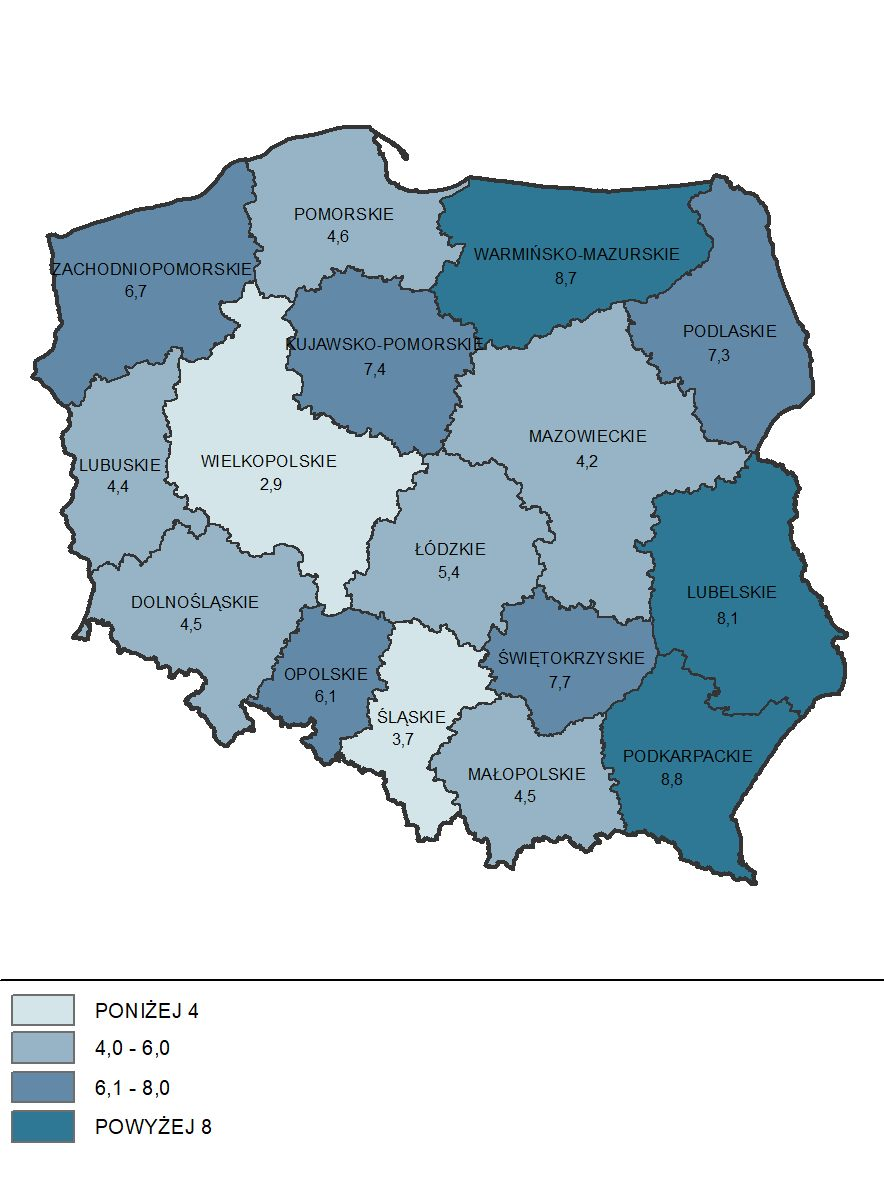 POMORSKIE
4,6
WARMIŃSKO-MAZURSKIE
8,7
ZACHODNIOPOMORSKIE
6,7
PODLASKIE
7,3
KUJAWSKO-POMORSKIE
7,4
MAZOWIECKIE
4,2
WIELKOPOLSKIE
2,9
LUBUSKIE
4,4
ŁÓDZKIE
5,4
LUBELSKIE
8,1
DOLNOŚLĄSKIE
4,5
ŚWIĘTOKRZYSKIE
7,7
OPOLSKIE
6,1
ŚLĄSKIE
3,7
PODKARPACKIE
8,8
MAŁOPOLSKIE
4,5
PONIŻEJ 4
4,0 - 6,0
6,1 - 8,0
POWYŻEJ 8